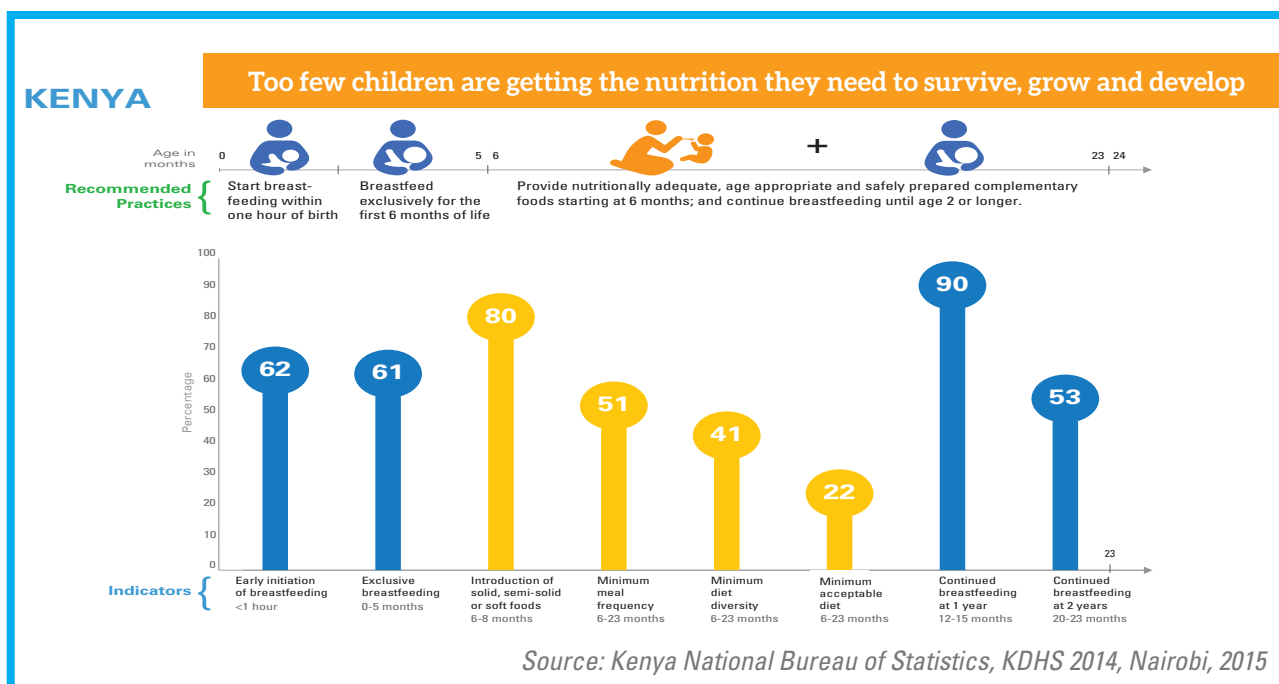 Too few children are getting the nutrition they need to survive, grow and develop
KENYA
Age in
months
0
5 6
+
23 24
Recommended
Practices
{
Start breast-
feeding within
one hour of birth
Breastfeed
exclusively for the
first 6 months of life
Provide nutritionally adequate, age appropriate and safely prepared complementary
foods starting at 6 months; and continue breastfeeding until age 2 or longer.
Percentage
100
90
80
70
60
50
40
30
20
10
0
62
61
80
51
41
22
90
53
23
Indicators
{
Early initiation
of breastfeeding
<1 hour
Exclusive
breastfeeding
0-5 months
Introduction of
solid, semi-solid
or soft foods
6-8 months
Minimum
meal
frequency
6-23 months
Minimum
diet
diversity
6-23 months
Minimum
acceptable
diet
6-23 months
Continued
breastfeeding
at 1 year
12-15 months
Continued
breastfeeding
at 2 years
20-23 months
Source: Kenya National Bureau of Statistics, KDHS 2014, Nairobi, 2015